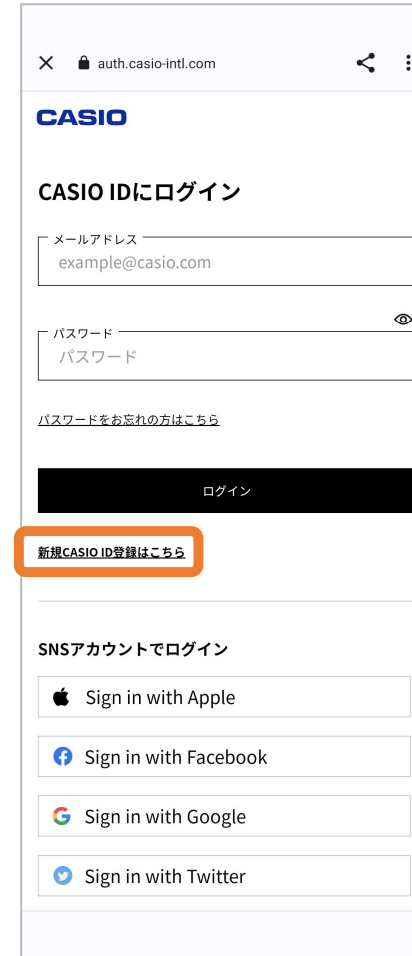 auth.casio-intl.com
CASIO
CASIO IDにログイン
メールアドレス
example@casio.com
パスワード
パスワード
パスワードをお忘れの方はこちら
ログイン
新規CASIO ID登録はこちら
SNSアカウントでログイン
Sign in with Apple
Sign in with Facebook
Sign in with Google
Sign in with Twitter